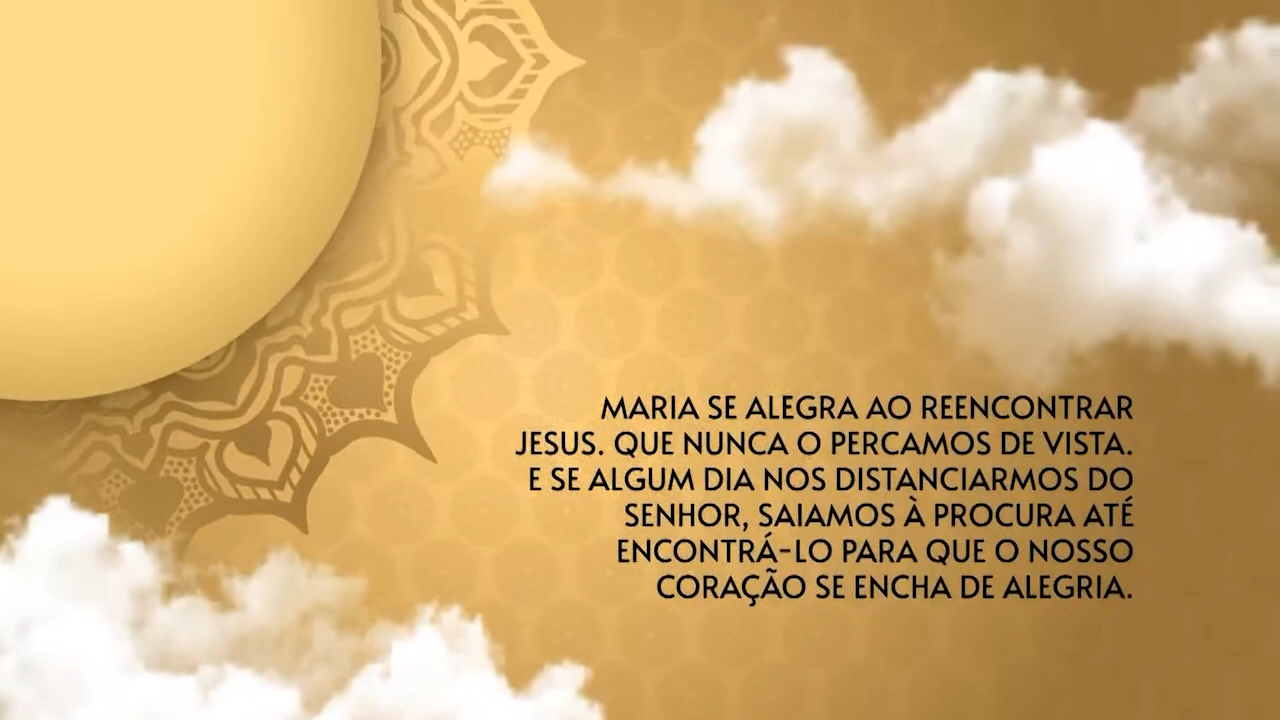 MARIA SE ALEGRA AO REENCONTRAR
JESUS. QUE NUNCA O PERCAMOS DE VISTA.
E SE ALGUM DIA NOS DISTANCIARMOS DO
SENHOR, SAIAMOS À PROCURA ATÉ
ENCONTRÁ-LO PARA QUE O NOSSO
CORAÇÃO SE ENCHA DE ALEGRIA.